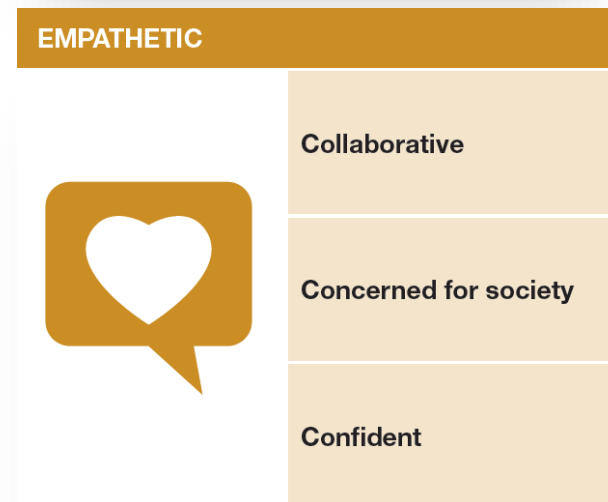 EMPATHETIC
Collaborative
Concerned for society
Confident